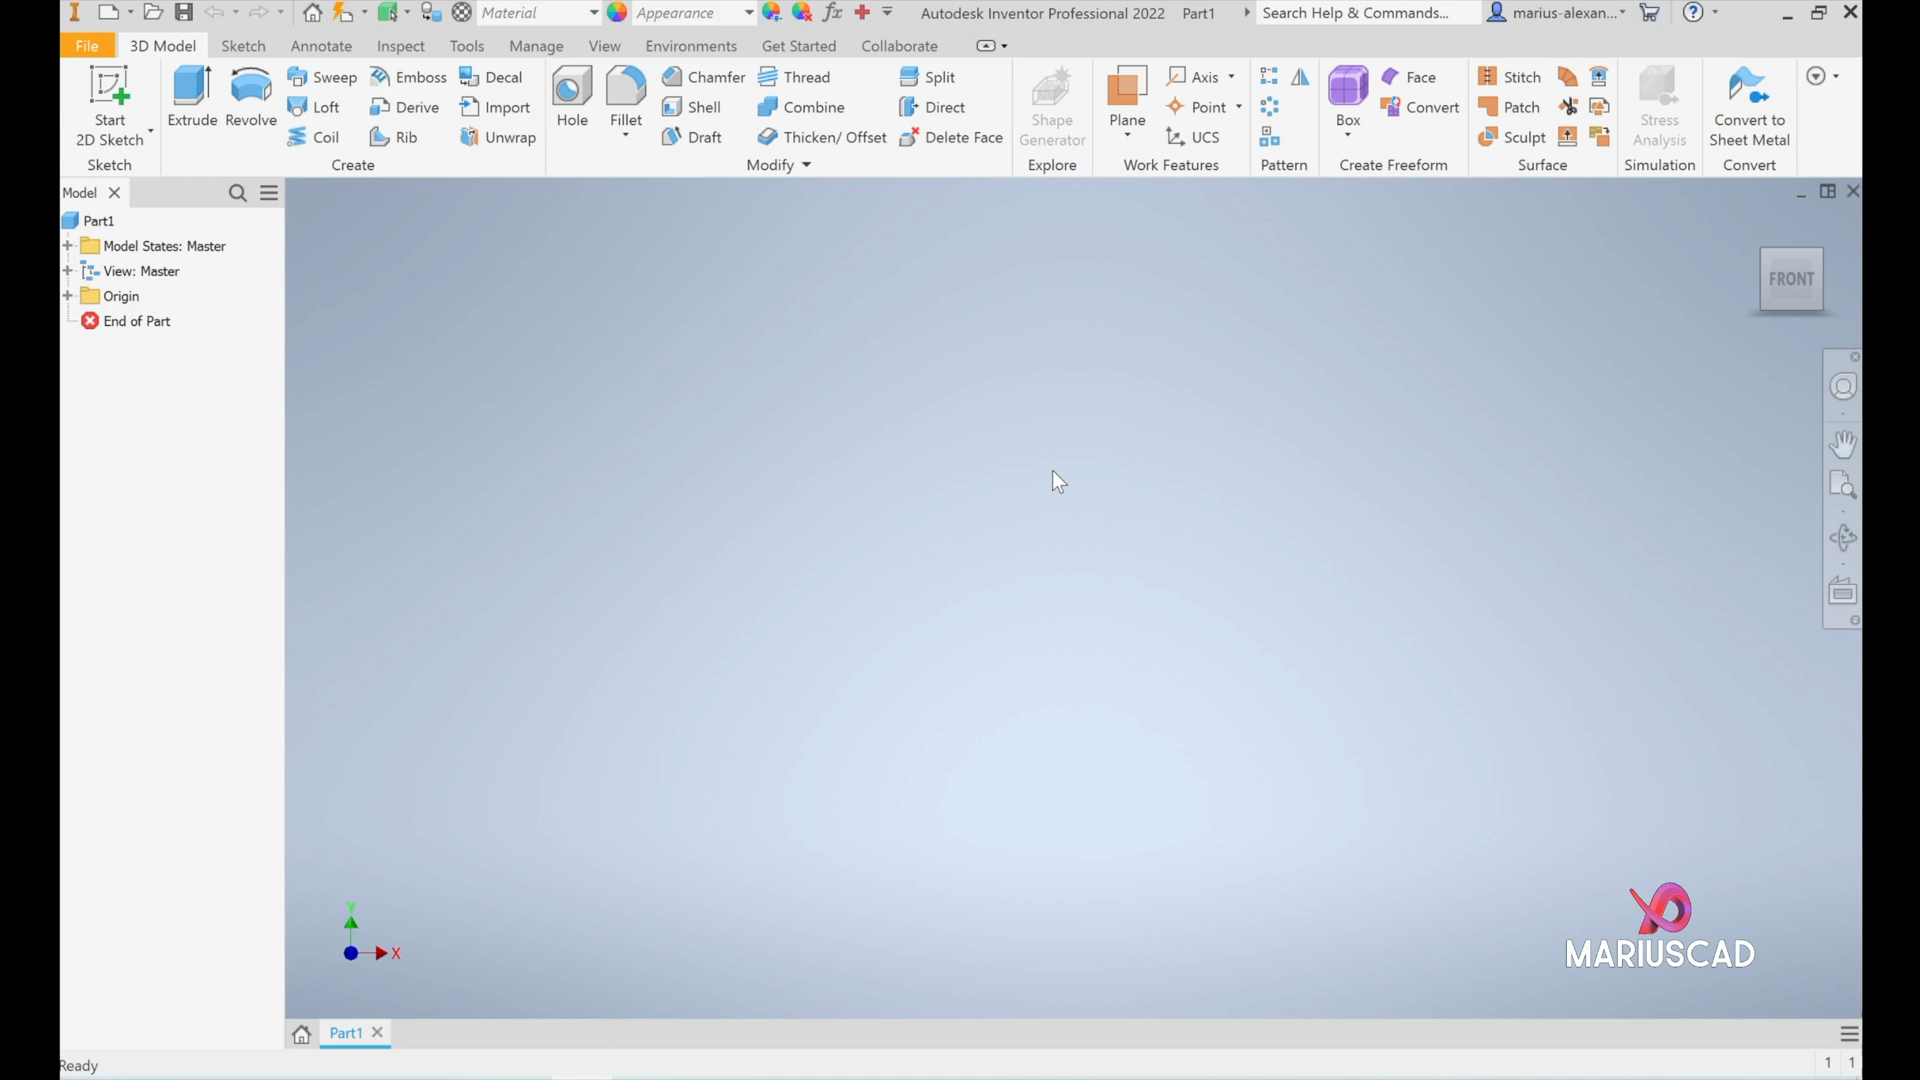 Material
Appearance
fx
Autodesk Inventor Professional 2022 Part1
Search Help & Commands...
marius-alexan...
File 3D Model Sketch Annotate Inspect Tools Manage View Environments Get Started Collaborate
Start
2D Sketch
Sketch
Extrude
Revolve
Sweep
Loft
Coil
Emboss
Derive
Rib
Decal
Import
Unwrap
Create
Hole
Fillet
Chamfer
Shell
Draft
Thread
Combine
Thicken/ Offset
Split
Direct
Delete Face
Modify
Shape
Generator
Explore
Plane
Axis
Point
UCS
Work Features
Pattern
Box
Face
Convert
Create Freeform
Stitch
Patch
Sculpt
Surface
Stress
Analysis
Simulation
Convert to
Sheet Metal
Convert
Model
Part1
Model States: Master
View: Master
Origin
End of Part
FRONT
Y
X
MARIUSCAD
Part1
Ready
1 1